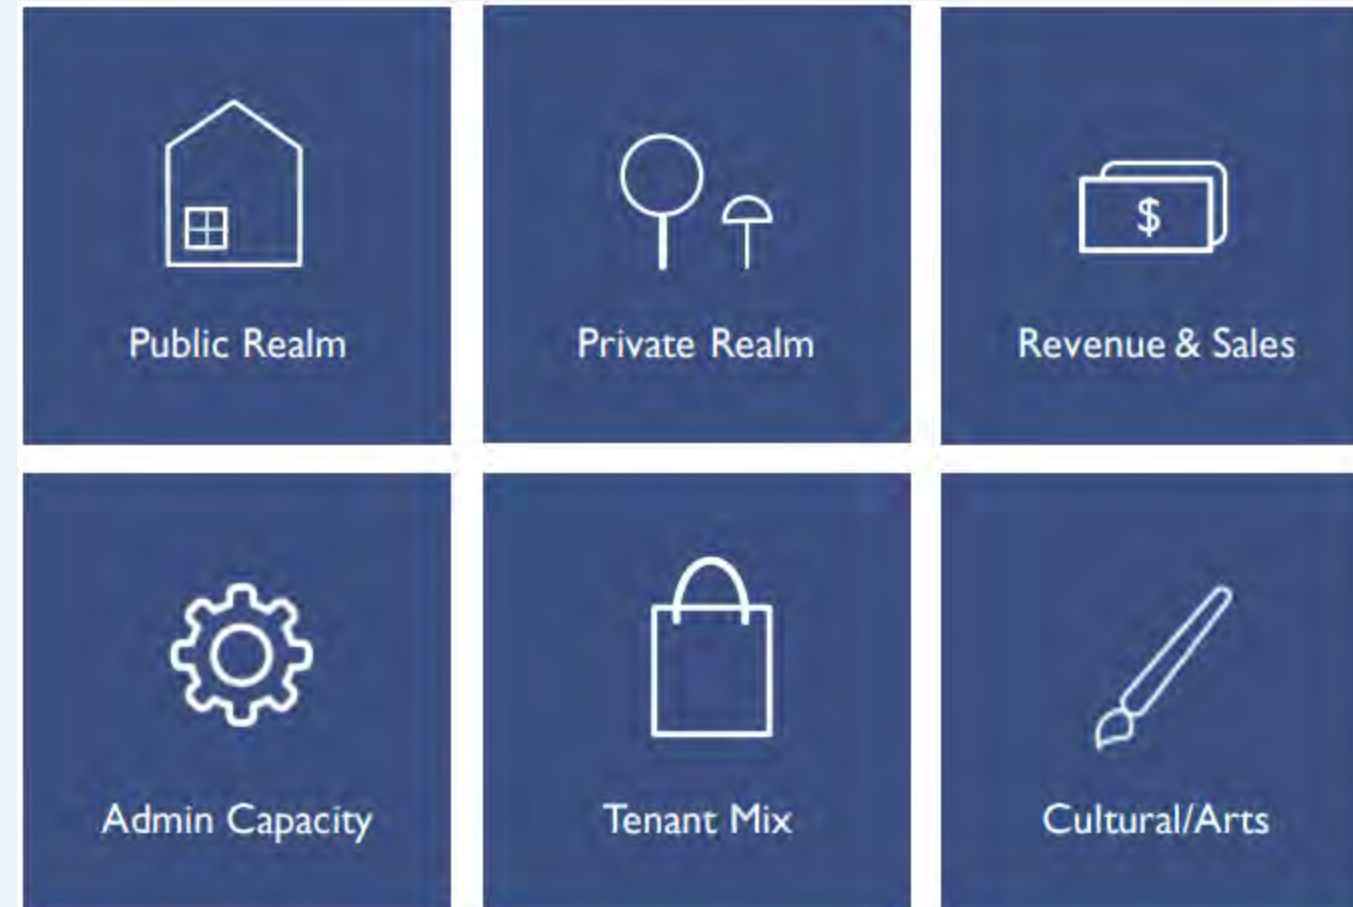 Public Realm
Private Realm
$
Revenue & Sales
Admin Capacity
Tenant Mix
Cultural/Arts